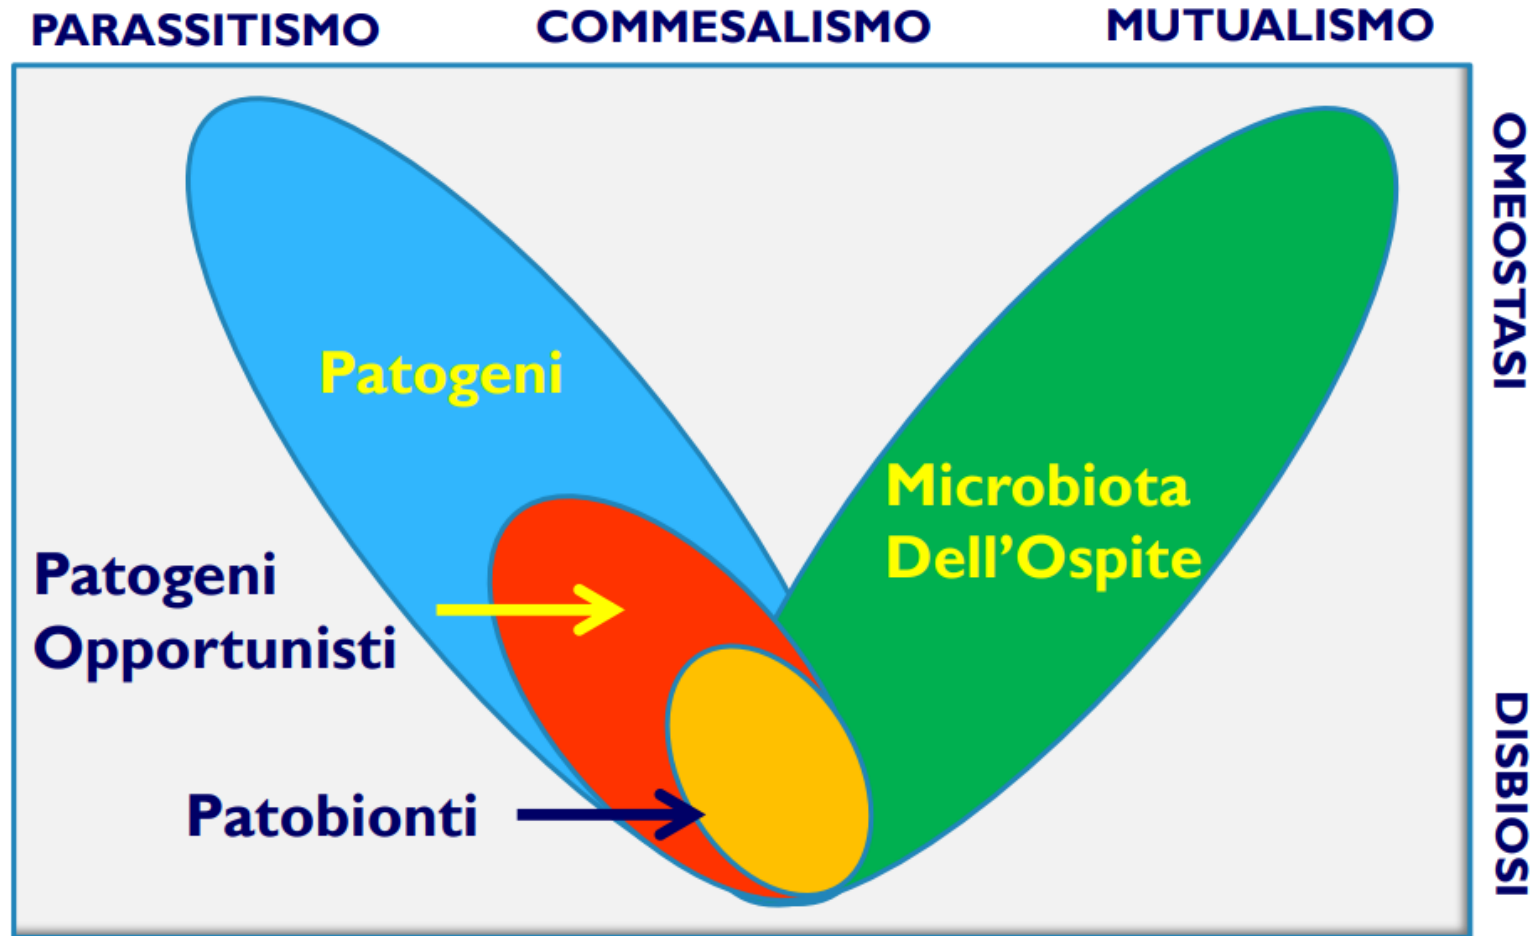 PARASSITISMO
COMMESALISMO
MUTUALISMO
OMEOSTASI
Patogeni
Microbiota
Dell’Ospite
Patogeni
Opportunisti
DISBIOSI
Patobionti